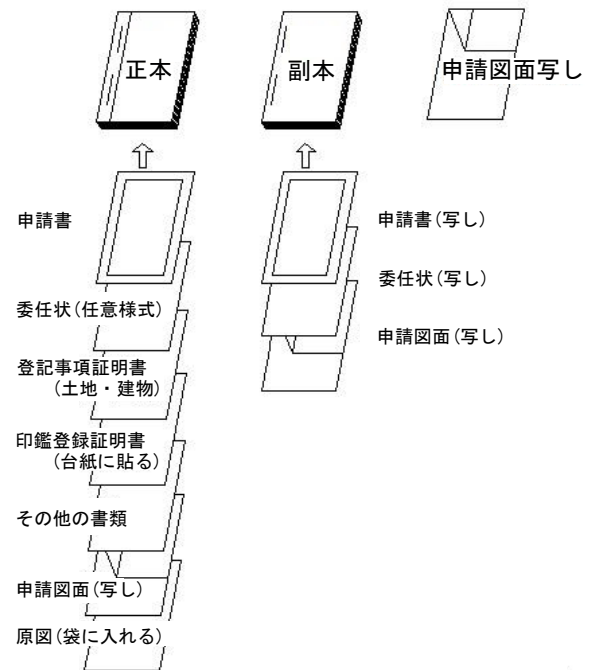 正本
副本
申請図面写し
申請書
委任状(任意様式)
登記事項証明書
(土地・建物)
印鑑登録証明書
(台紙に貼る)
その他の書類
申請図面(写し)
原図(袋に入れる)
申請書(写し)
委任状(写し)
申請図面(写し)